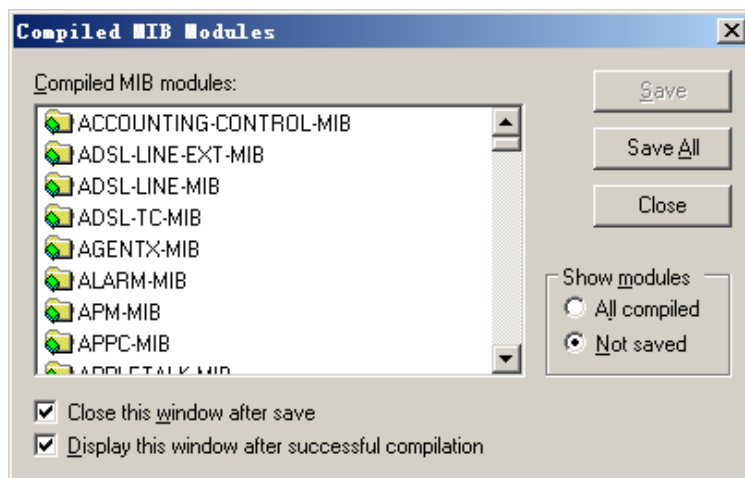 Compiled MIB Modules
Compiled MIB modules:
ACCOUNTING-CONTROL-MIB
ADSL-LINE-EXT-MIB
ADSL-LINE-MIB
ADSL-TC-MIB
AGENTX-MIB
ALARM-MIB
APM-MIB
APPC-MIB
APPLETALK-MIB
Save
Save All
Close
Show modules
All compiled
Not saved
Close this window after save
Display this window after successful compilation